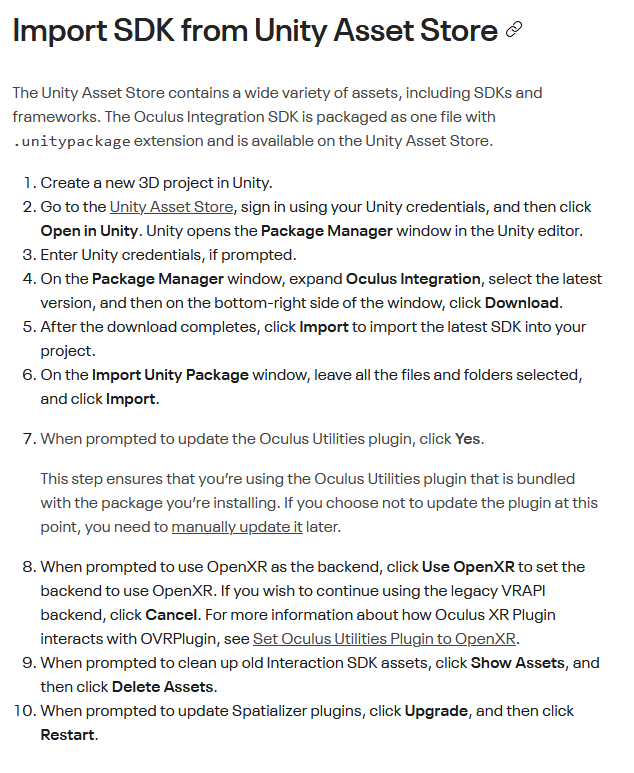 Import SDK from Unity Asset Store
The Unity Asset Store contains a wide variety of assets, including SDKs and
frameworks. The Oculus Integration SDK is packaged as one file with
.unitypackage extension and is available on the Unity Asset Store.
1. Create a new 3D project in Unity.
2. Go to the Unity Asset Store, sign in using your Unity credentials, and then click
Open in Unity. Unity opens the Package Manager window in the Unity editor.
3. Enter Unity credentials, if prompted.
4. On the Package Manager window, expand Oculus Integration, select the latest
version, and then on the bottom-right side of the window, click Download.
5. After the download completes, click Import to import the latest SDK into your
project.
6. On the Import Unity Package window, leave all the files and folders selected,
and click Import.
7. When prompted to update the Oculus Utilities plugin, click Yes.
This step ensures that you're using the Oculus Utilities plugin that is bundled
with the package you're installing. If you choose not to update the plugin at this
point, you need to manually update it later.
8. When prompted to use OpenXR as the backend, click Use OpenXR to set the
backend to use OpenXR. If you wish to continue using the legacy VRAPI
backend, click Cancel. For more information about how Oculus XR Plugin
interacts with OVRPlugin, see Set Oculus Utilities Plugin to OpenXR.
9. When prompted to clean up old Interaction SDK assets, click Show Assets, and
then click Delete Assets.
10. When prompted to update Spatializer plugins, click Upgrade, and then click
Restart.